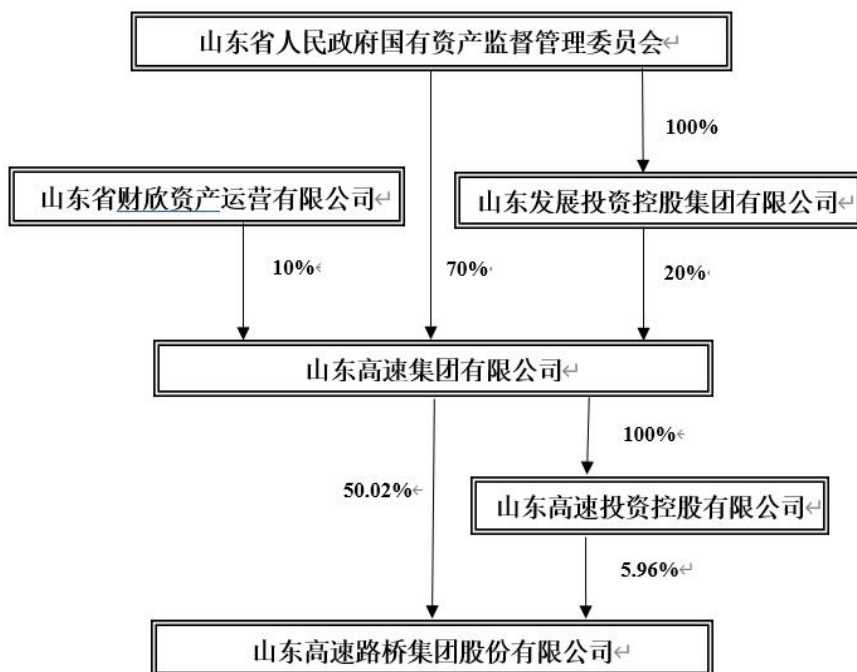 山东省人民政府国有资产监督管理委员会↵
100%
山东省财欣资产运营有限公司↵
山东发展投资控股集团有限公司↵
10%↵
70%
20%↵
山东高速集团有限公司↵
100%↵
50.02%↵
山东高速投资控股有限公司↵
5.96%↵
山东高速路桥集团股份有限公司↵